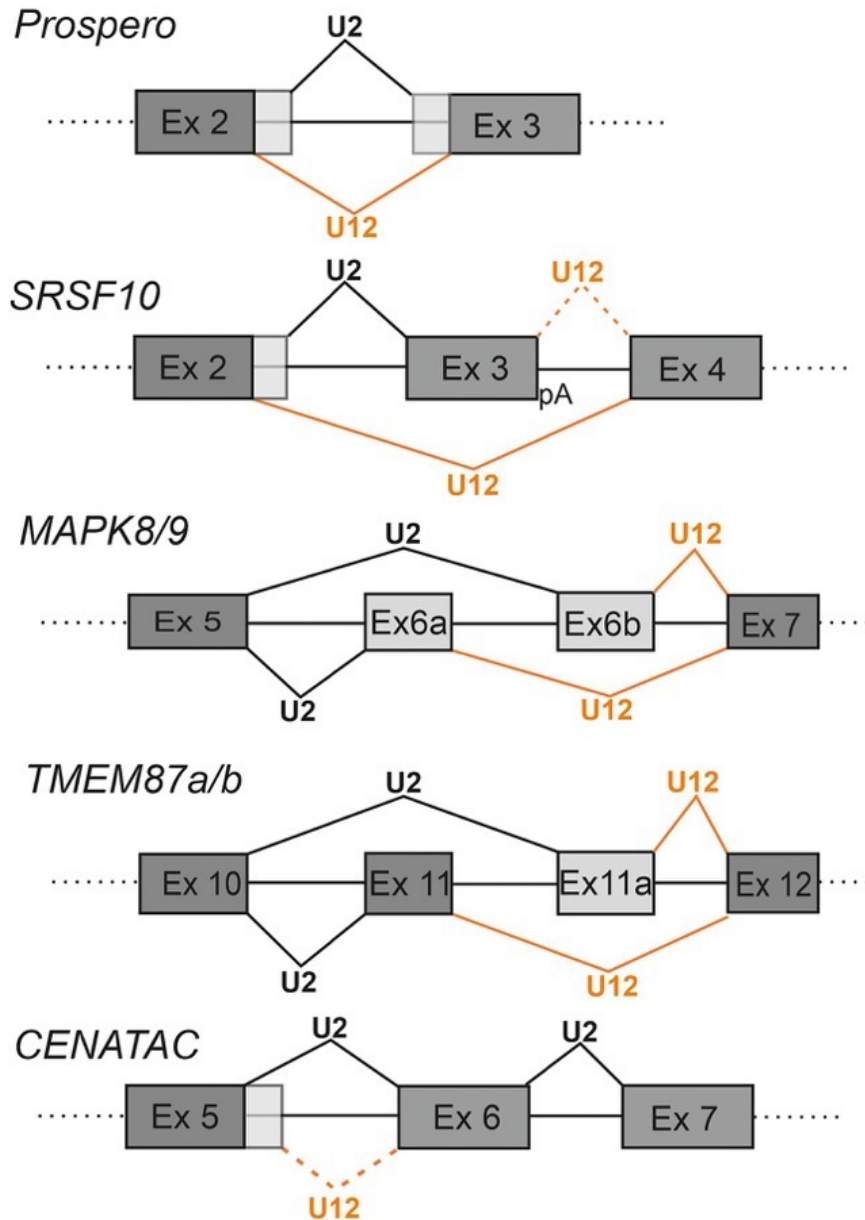 Prospero
U2
Ex 2
Ex 3
U12
SRSF10
U2
U12
Ex 2
Ex 3
Ex 4
pA
U12
MAPK8/9
U2
U12
Ex 5
Ex6a
Ex6b
Ex 7
U2
U12
TMEM87a/b
U2
U12
Ex 10
Ex 11
Ex11a
Ex 12
U2
U12
CENATAC
U2
U2
Ex 5
Ex 6
Ex 7
U12